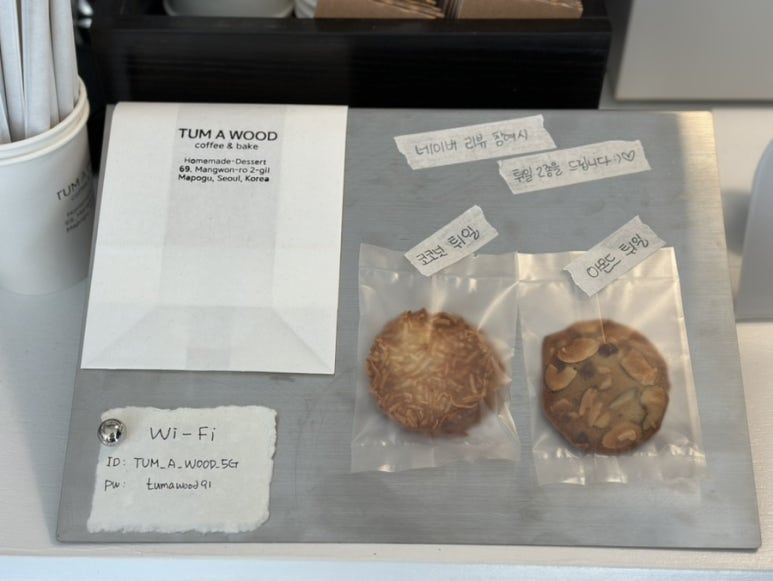 TUM A WOOD
coffee & bake
Homemade-Dessert
69, Mangwon-ro 2-gil
Mapogu, Seoul, Korea
네이버 리뷰 참여시
튀일 2종을 드립니다:)♡
코코넛 튀일
아몬드 튀일
Wi-Fi
ID: TUM_A_WOOD_5G
PW: tumawood91
TUM A